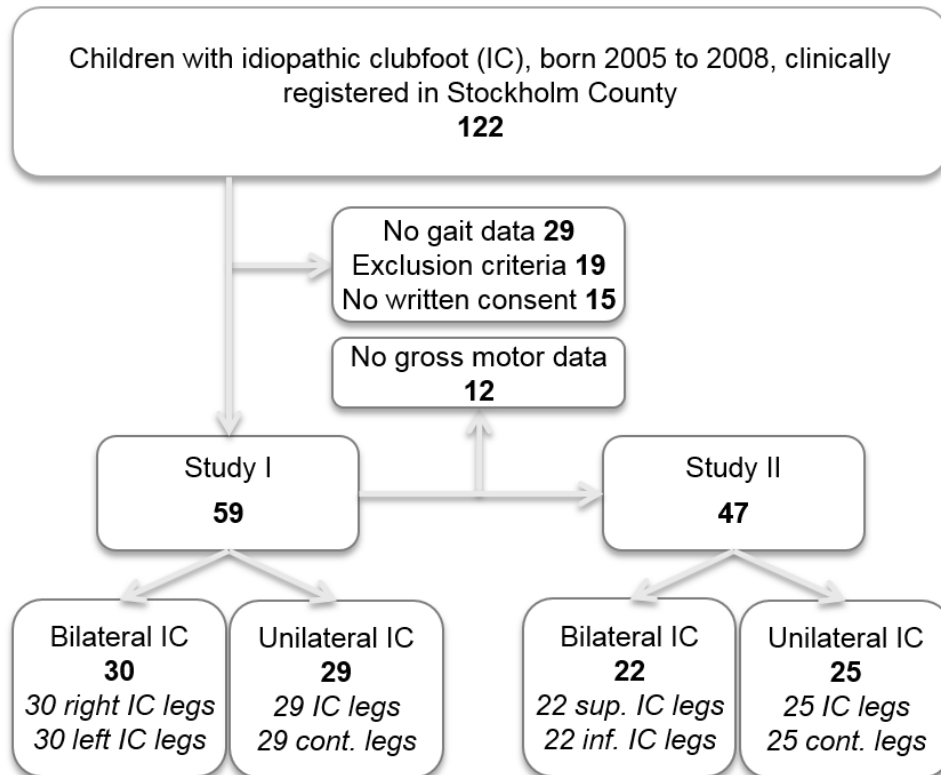 Children with idiopathic clubfoot (IC), born 2005 to 2008, clinically
registered in Stockholm County
122
No gait data 29
Exclusion criteria 19
No written consent 15
No gross motor data
12
Study I
59
Study II
47
Bilateral IC
30
30 right IC legs
30 left IC legs
Unilateral IC
29
29 IC legs
29 cont. legs
Bilateral IC
22
22 sup. IC legs
22 inf. IC legs
Unilateral IC
25
25 IC legs
25 cont. legs